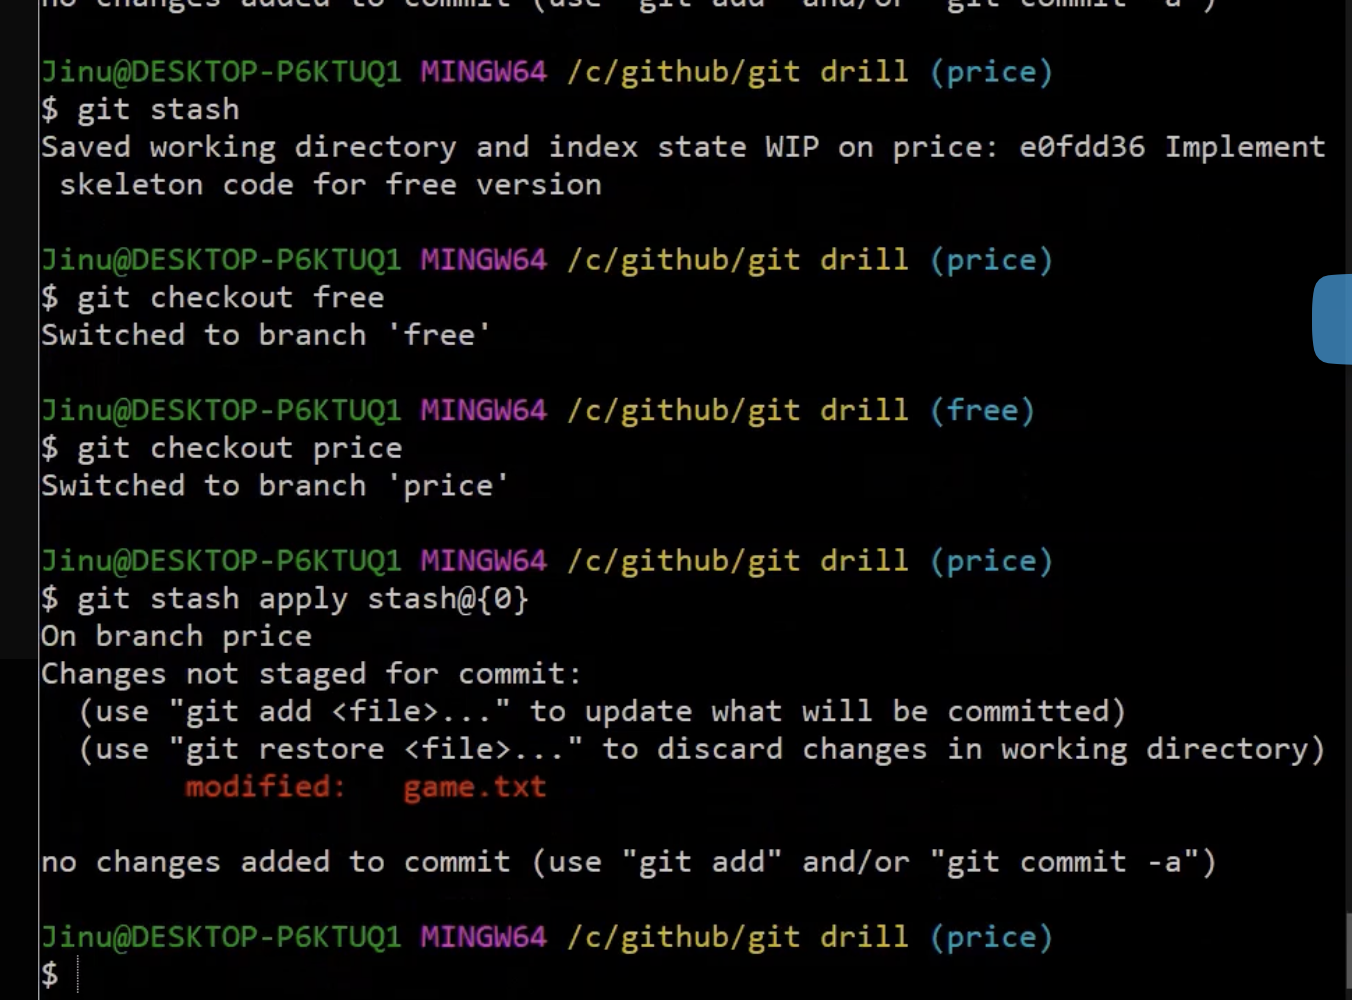 no changes added to commit (use "git add" and/or "git commit -a")
Jinu@DESKTOP-P6KTUQ1 MINGW64 /c/github/git drill (price)
$ git stash
Saved working directory and index state WIP on price: e0fdd36 Implement
 skeleton code for free version
Jinu@DESKTOP-P6KTUQ1 MINGW64 /c/github/git drill (price)
$ git checkout free
Switched to branch 'free'
Jinu@DESKTOP-P6KTUQ1 MINGW64 /c/github/git drill (free)
$ git checkout price
Switched to branch 'price'
Jinu@DESKTOP-P6KTUQ1 MINGW64 /c/github/git drill (price)
$ git stash apply stash@{0}
On branch price
Changes not staged for commit:
  (use "git add <file>..." to update what will be committed)
  (use "git restore <file>..." to discard changes in working directory)
        modified:   game.txt
no changes added to commit (use "git add" and/or "git commit -a")
Jinu@DESKTOP-P6KTUQ1 MINGW64 /c/github/git drill (price)
$